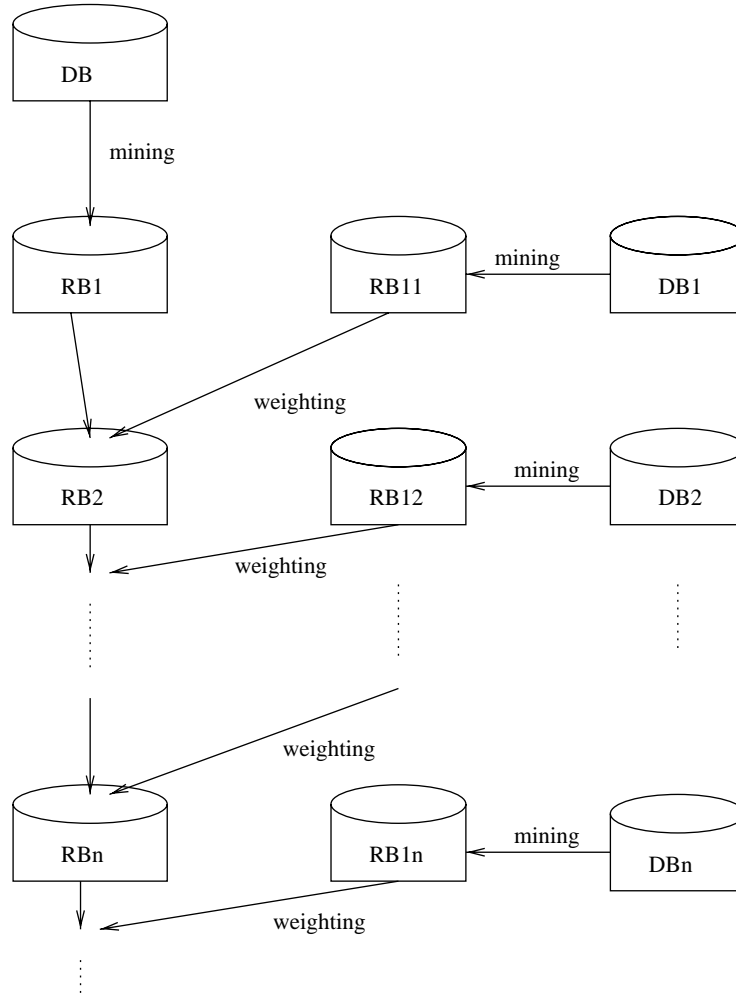 DB
mining
RB1
RB11
mining
DB1
weighting
RB2
RB12
mining
DB2
weighting
weighting
RBn
RB1n
mining
DBn
weighting